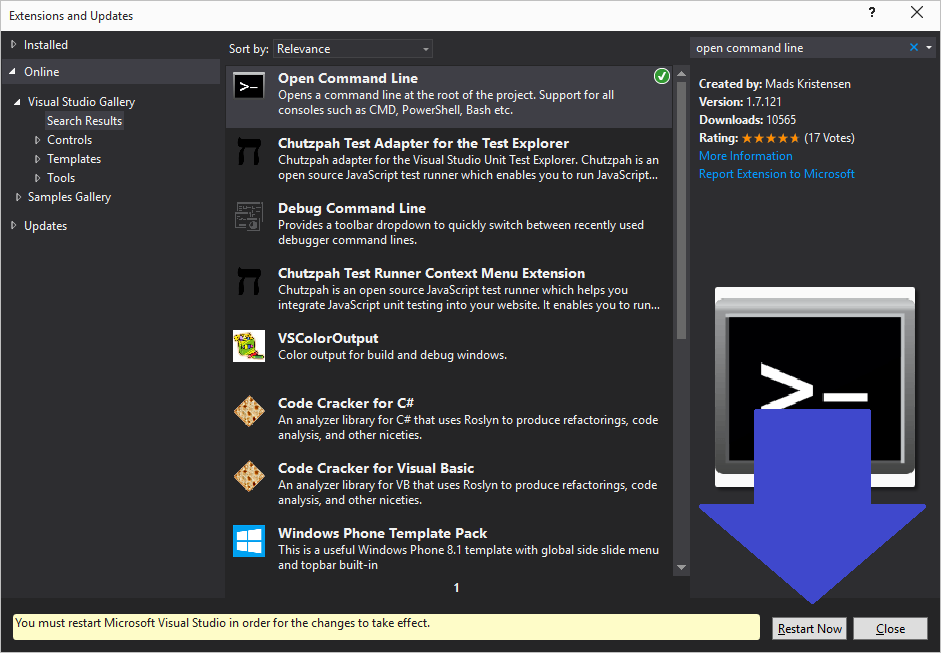 Extensions and Updates
?
Installed
Online
Visual Studio Gallery
Search Results
Controls
Templates
Tools
Samples Gallery
Updates
Sort by: Relevance
Open Command Line
Opens a command line at the root of the project. Support for all
consoles such as CMD, PowerShell, Bash etc.
Chutzpah Test Adapter for the Test Explorer
Chutzpah adapter for the Visual Studio Unit Test Explorer. Chutzpah is an
open source JavaScript test runner which enables you to run JavaScript...
Debug Command Line
Provides a toolbar dropdown to quickly switch between recently used
debugger command lines.
Chutzpah Test Runner Context Menu Extension
Chutzpah is an open source JavaScript test runner which helps you
integrate JavaScript unit testing into your website. It enables you to run...
VSColorOutput
Color output for build and debug windows.
Code Cracker for C#
An analyzer library for C# that uses Roslyn to produce refactorings, code
analysis, and other niceties.
Code Cracker for Visual Basic
An analyzer library for VB that uses Roslyn to produce refactorings, code
analysis, and other niceties.
Windows Phone Template Pack
This is a useful Windows Phone 8.1 template with global side slide menu
and topbar built-in
1
open command line
Created by: Mads Kristensen
Version: 1.7.121
Downloads: 10565
Rating: ★★★★★ (17 Votes)
More Information
Report Extension to Microsoft
>_
You must restart Microsoft Visual Studio in order for the changes to take effect.
Restart Now
Close